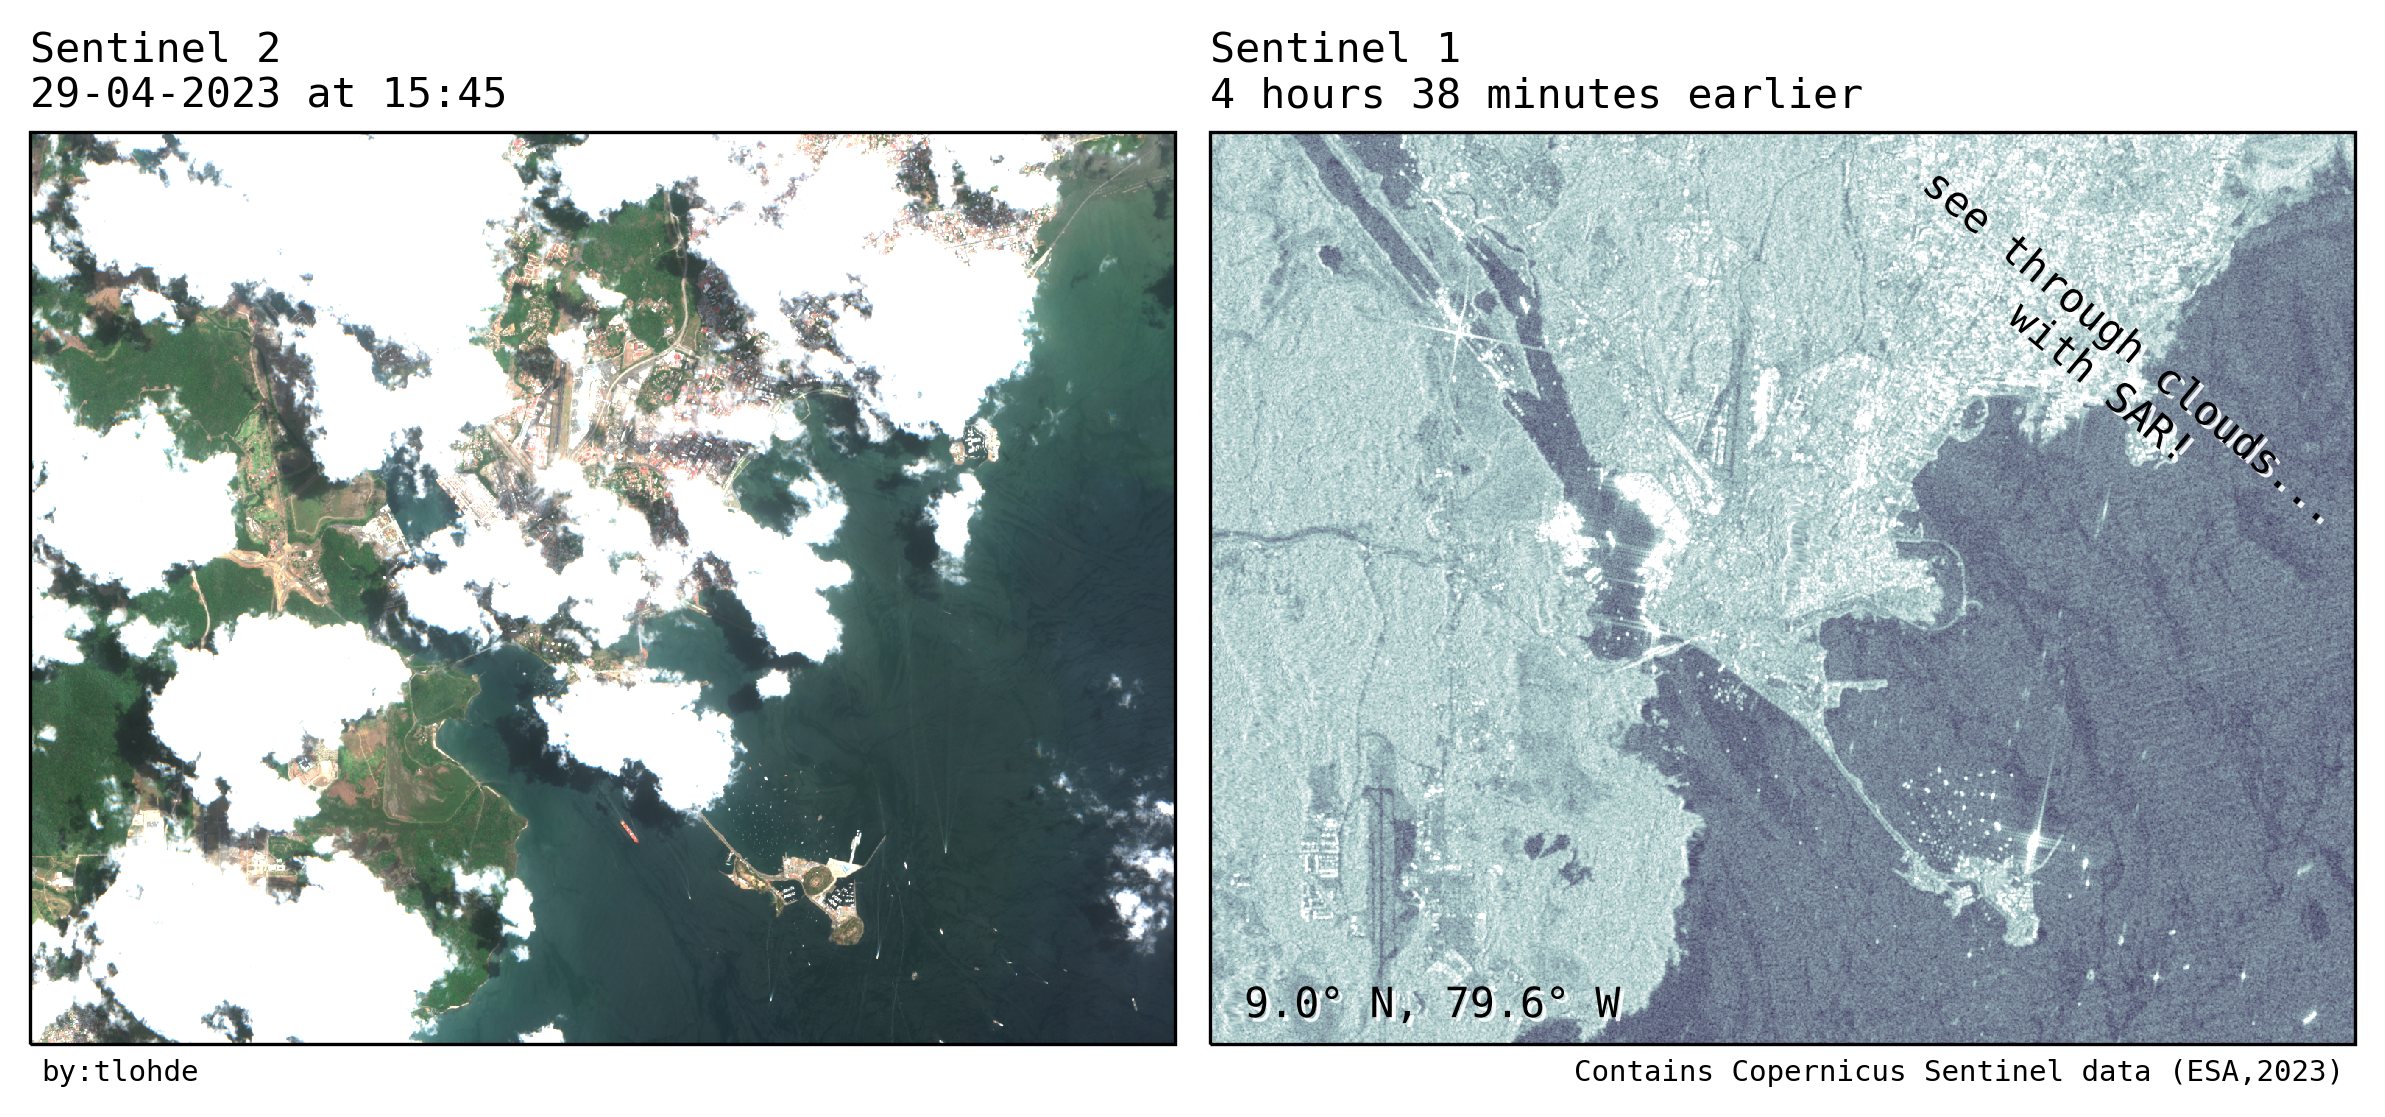 Sentinel 2
29-04-2023 at 15:45
Sentinel 1
4 hours 38 minutes earlier
see through clouds...
with SAR!
9.0° N, 79.6° W
by:tlohde
Contains Copernicus Sentinel data (ESA,2023)